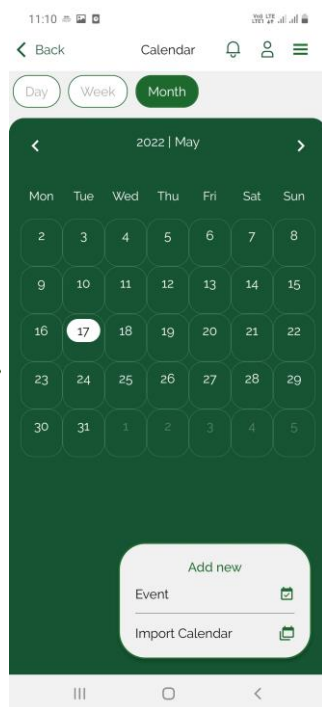 11:10
Back Calendar
Day Week Month
2022 | May
Mon Tue Wed Thu Fri Sat Sun
2 3 4 5 6 7 8
9 10 11 12 13 14 15
16 17 18 19 20 21 22
23 24 25 26 27 28 29
30 31 1 2 3 4 5
Add new
Event
Import Calendar